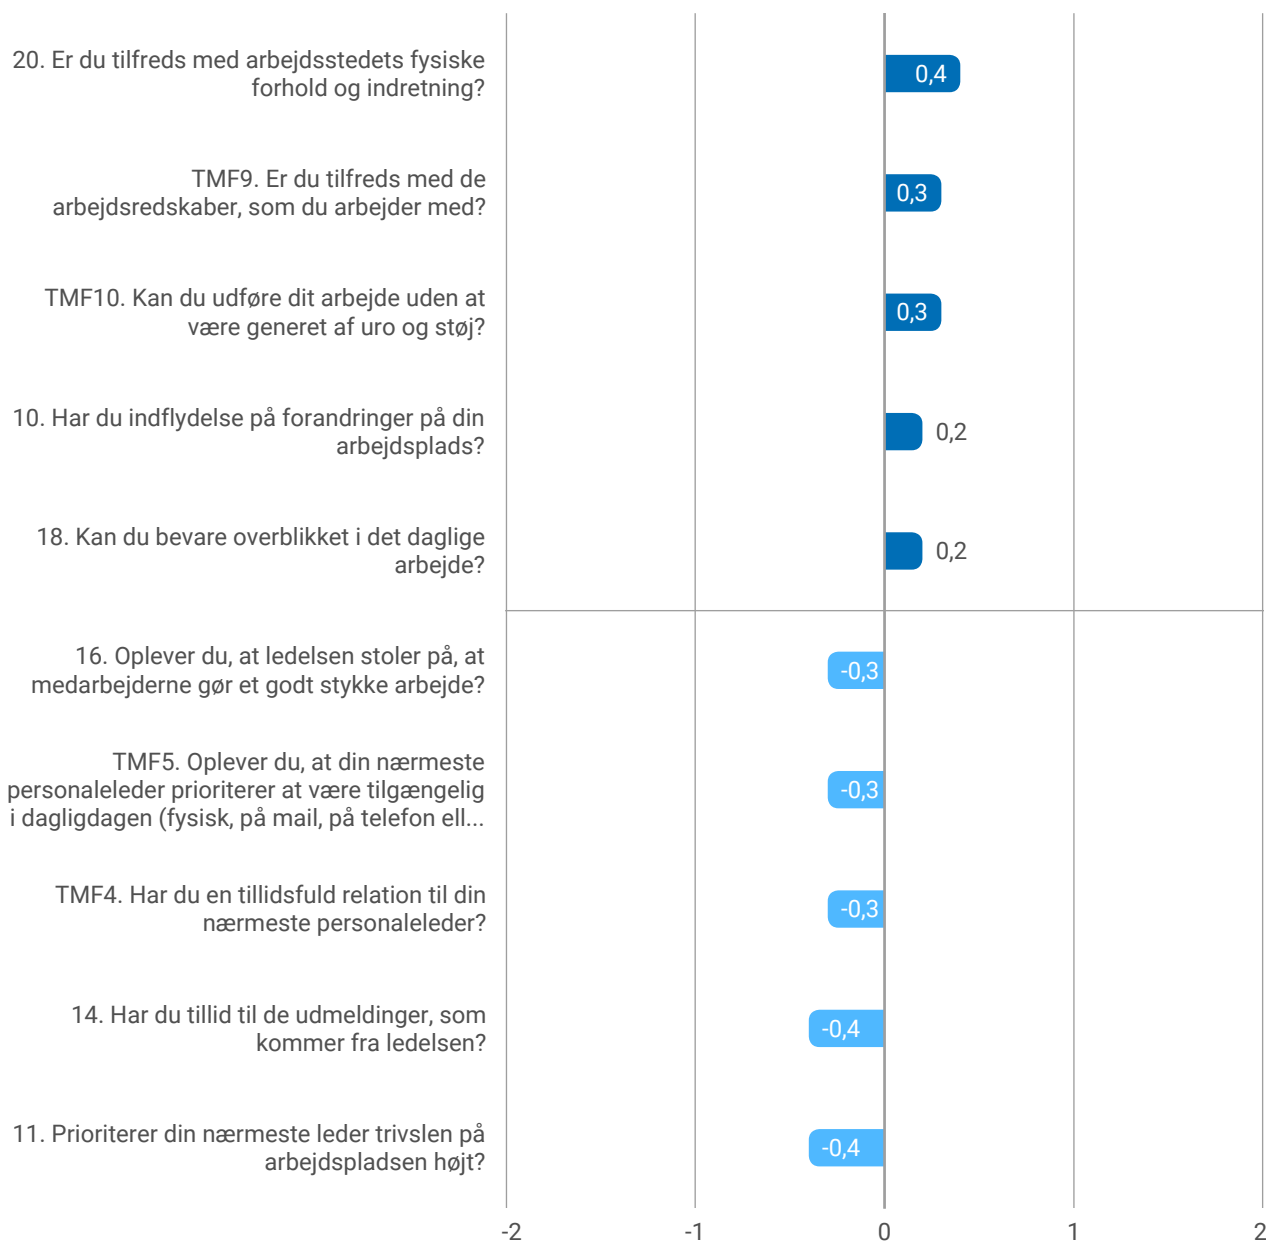 20. Er du tilfreds med arbejdsstedets fysiske
forhold og indretning?
0,4
TMF9. Er du tilfreds med de
arbejdsredskaber, som du arbejder med?
0,3
TMF10. Kan du udføre dit arbejde uden at
være generet af uro og støj?
0,3
10. Har du indflydelse på forandringer på din
arbejdsplads?
0,2
18. Kan du bevare overblikket i det daglige
arbejde?
0,2
16. Oplever du, at ledelsen stoler på, at
medarbejderne gør et godt stykke arbejde?
-0,3
TMF5. Oplever du, at din nærmeste
personaleleder prioriterer at være tilgængelig
i dagligdagen (fysisk, på mail, på telefon ell...
-0,3
TMF4. Har du en tillidsfuld relation til din
nærmeste personaleleder?
-0,3
14. Har du tillid til de udmeldinger, som
kommer fra ledelsen?
-0,4
11. Prioriterer din nærmeste leder trivslen på
arbejdspladsen højt?
-0,4
-2 -1 0 1 2